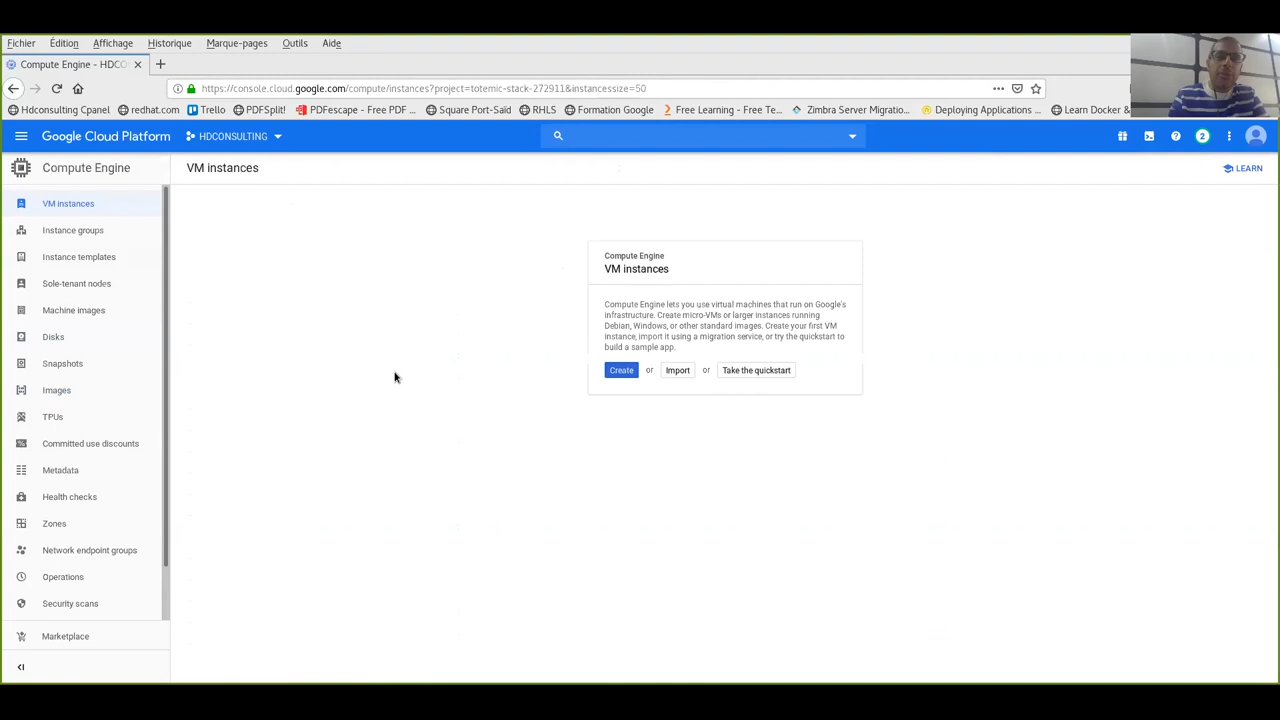 Fichier Édition Affichage Historique Marque-pages Outils Aide
Compute Engine - HDCO
https://console.cloud.google.com/compute/instances?project=totemic-stack-272911&instancessize=50
Hdconsulting Cpanel redhat.com Trello PDFSplit! PDFescape - Free PDF ... Square Port-Saïd RHLS Formation Google Free Learning - Free Te... Zimbra Server Migratio... Deploying Applications ... Learn Docker &
Google Cloud Platform HDCONSULTING 2
Compute Engine
VM instances
LEARN
VM instances
Instance groups
Instance templates
Sole-tenant nodes
Machine images
Disks
Snapshots
Images
TPUs
Committed use discounts
Metadata
Health checks
Zones
Network endpoint groups
Operations
Security scans
Marketplace
Compute Engine
VM instances
Compute Engine lets you use virtual machines that run on Google's
infrastructure. Create micro-VMs or larger instances running
Debian, Windows, or other standard images. Create your first VM
instance, import it using a migration service, or try the quickstart to
build a sample app.
Create or Import or Take the quickstart